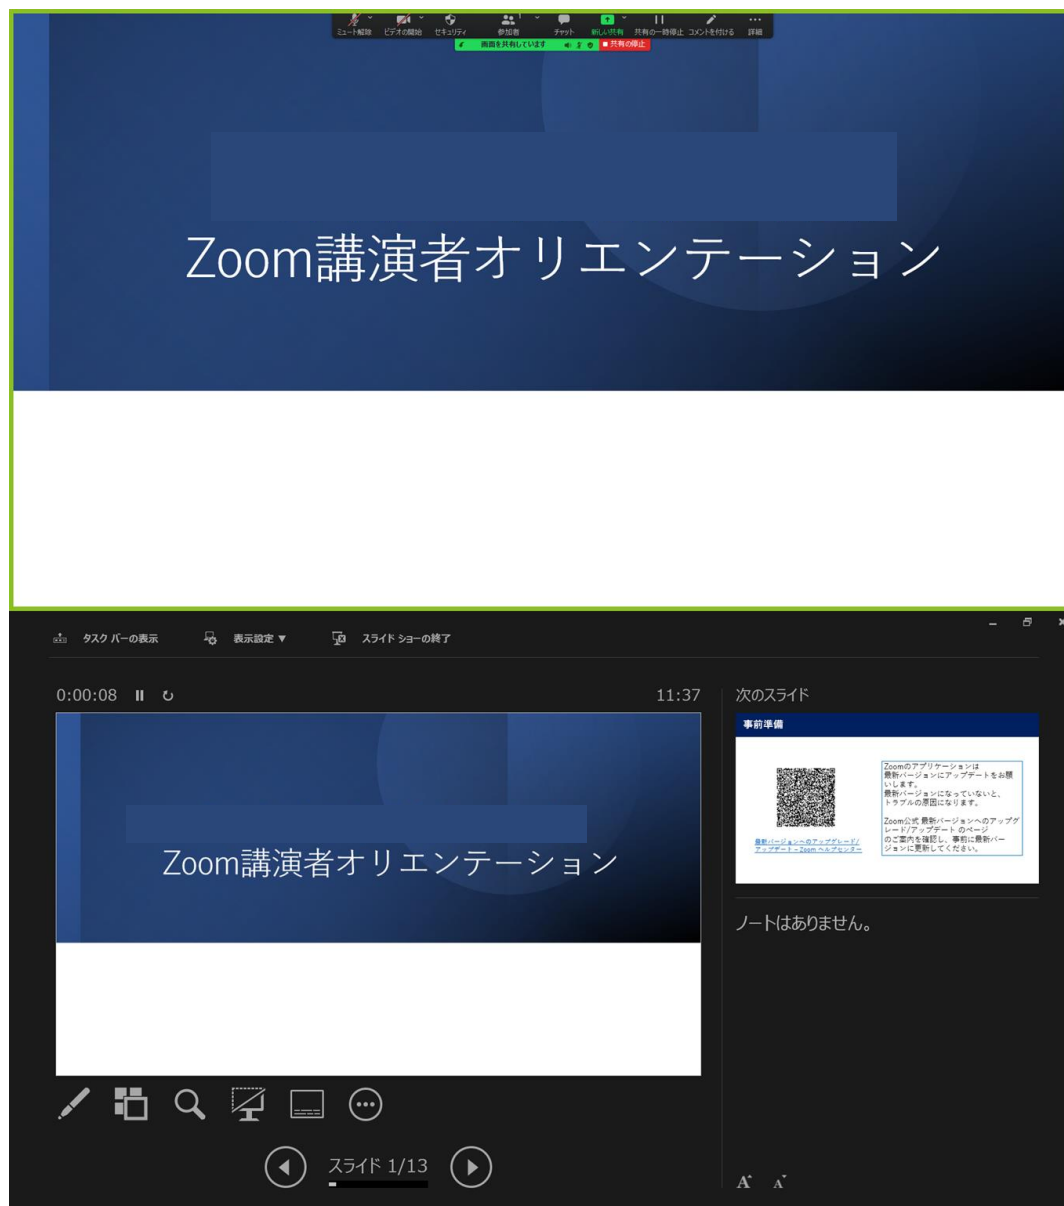 ミュート解除 ビデオの開始 セキュリティ 参加者 1 チャット 新しい共有 共有の一時停止 コメントを付ける 詳細
画面を共有しています 共有の停止
Zoom講演者オリエンテーション
タスク バーの表示 表示設定 ▼ スライド ショーの終了
0:00:08 11:37
Zoom講演者オリエンテーション
スライド 1/13
次のスライド
事前準備
最新バージョンへのアップグレード/
アップデート – Zoom ヘルプセンター
Zoomのアプリケーションは
最新バージョンにアップデートをお願
いします。
最新バージョンになっていないと、
トラブルの原因になります。
Zoom公式 最新バージョンへのアップグ
レード/アップデート のページ
のご案内を確認し、事前に最新バー
ジョンに更新してください。
ノートはありません。
A A